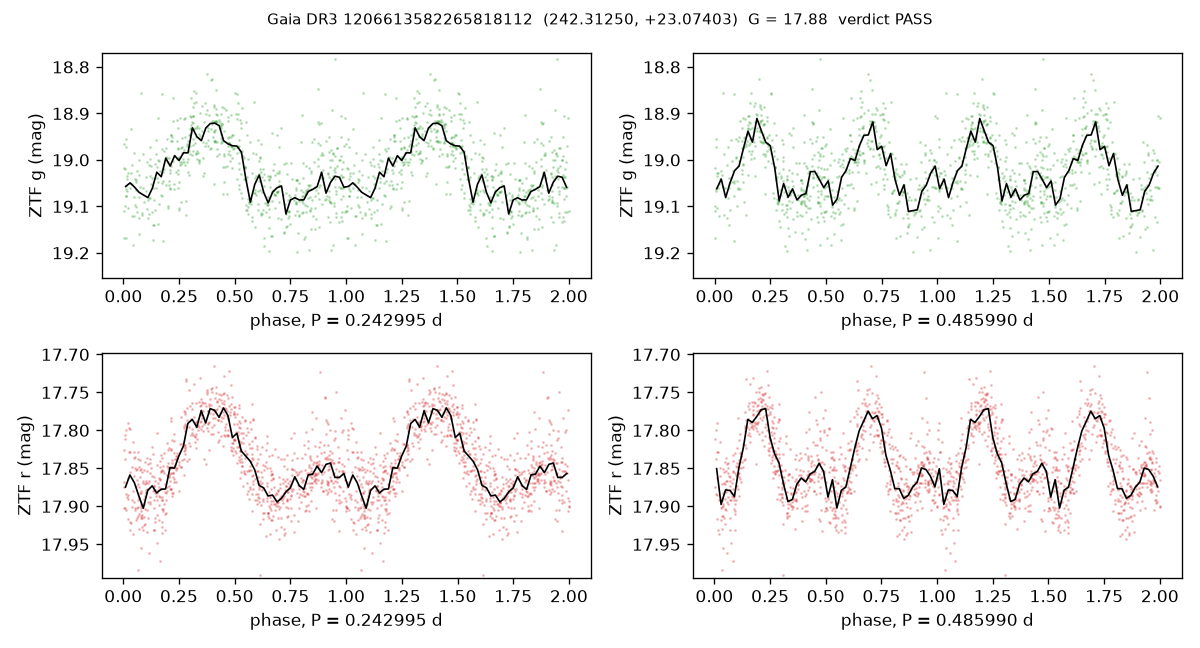 Gaia DR3 1206613582265818112 (242.31250, +23.07403) G = 17.88 verdict PASS
ZTF g (mag)
18.8
18.9
19.0
19.1
19.2
0.00 0.25 0.50 0.75 1.00 1.25 1.50 1.75 2.00
phase, P = 0.242995 d
ZTF g (mag)
18.8
18.9
19.0
19.1
19.2
0.00 0.25 0.50 0.75 1.00 1.25 1.50 1.75 2.00
phase, P = 0.485990 d
ZTF r (mag)
17.70
17.75
17.80
17.85
17.90
17.95
0.00 0.25 0.50 0.75 1.00 1.25 1.50 1.75 2.00
phase, P = 0.242995 d
ZTF r (mag)
17.70
17.75
17.80
17.85
17.90
17.95
0.00 0.25 0.50 0.75 1.00 1.25 1.50 1.75 2.00
phase, P = 0.485990 d